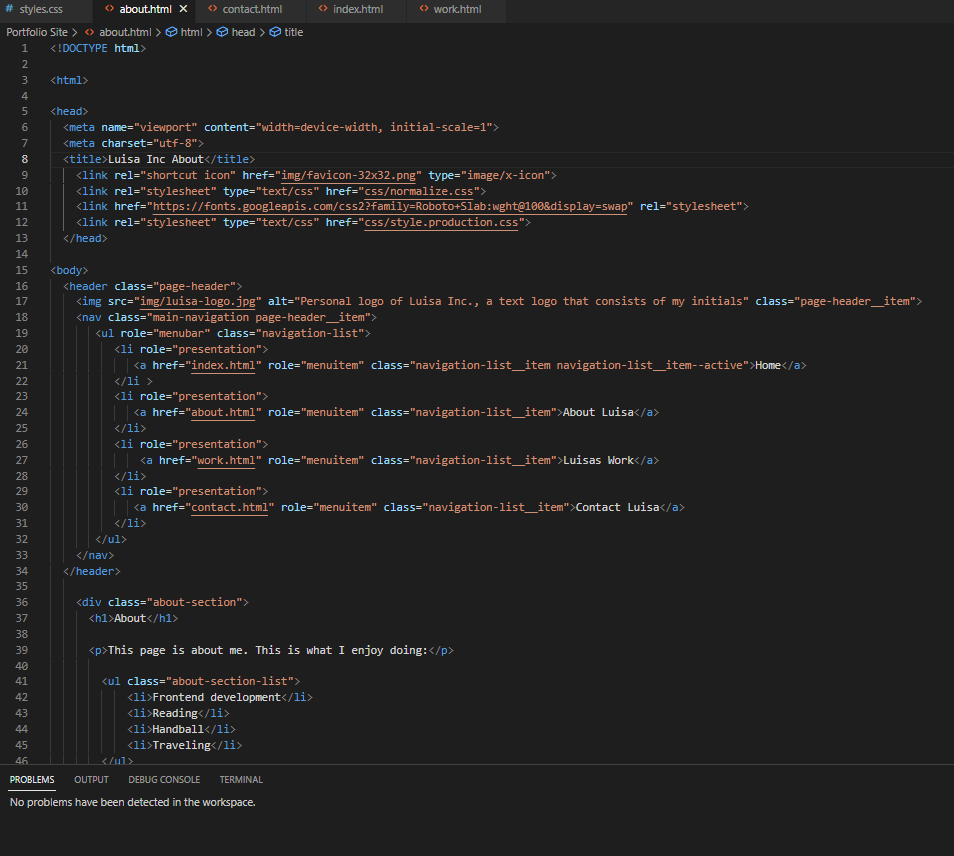 # styles.css <> about.html × <> contact.html <> index.html <> work.html
Portfolio Site > <> about.html > html > head > title
1 <!DOCTYPE html>
2
3 <html>
4
5 <head>
6 <meta name="viewport" content="width=device-width, initial-scale=1">
7 <meta charset="utf-8">
8 <title>Luisa Inc About</title>
9 <link rel="shortcut icon" href="img/favicon-32x32.png" type="image/x-icon">
10 <link rel="stylesheet" type="text/css" href="css/normalize.css">
11 <link href="https://fonts.googleapis.com/css2?family=Roboto+Slab:wght@100&display=swap" rel="stylesheet">
12 <link rel="stylesheet" type="text/css" href="css/style.production.css">
13 </head>
14
15 <body>
16 <header class="page-header">
17 <img src="img/luisa-logo.jpg" alt="Personal logo of Luisa Inc., a text logo that consists of my initials" class="page-header__item">
18 <nav class="main-navigation page-header__item">
19 <ul role="menubar" class="navigation-list">
20 <li role="presentation">
21 <a href="index.html" role="menuitem" class="navigation-list__item navigation-list__item--active">Home</a>
22 </li >
23 <li role="presentation">
24 <a href="about.html" role="menuitem" class="navigation-list__item">About Luisa</a>
25 </li>
26 <li role="presentation">
27 <a href="work.html" role="menuitem" class="navigation-list__item">Luisas Work</a>
28 </li>
29 <li role="presentation">
30 <a href="contact.html" role="menuitem" class="navigation-list__item">Contact Luisa</a>
31 </li>
32 </ul>
33 </nav>
34 </header>
35
36 <div class="about-section">
37 <h1>About</h1>
38
39 <p>This page is about me. This is what I enjoy doing:</p>
40
41 <ul class="about-section-list">
42 <li>Frontend development</li>
43 <li>Reading</li>
44 <li>Handball</li>
45 <li>Traveling</li>
46 </ul>
PROBLEMS OUTPUT DEBUG CONSOLE TERMINAL
No problems have been detected in the workspace.